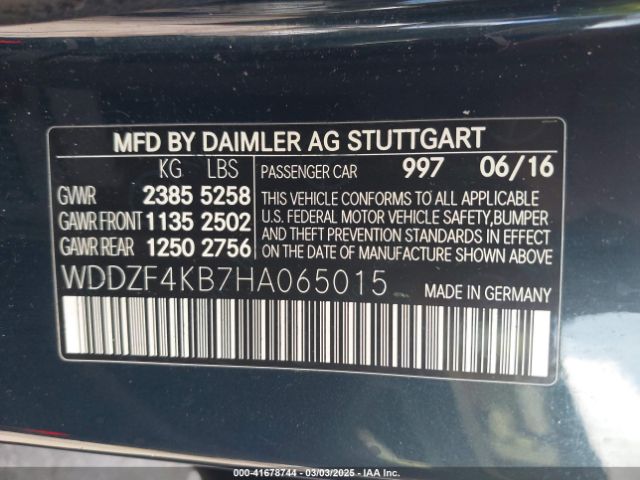 MFD BY DAIMLER AG STUTTGART
KG LBS
GVWR 2385 5258
GAWR FRONT 1135 2502
GAWR REAR 1250 2756
PASSENGER CAR 997 06/16
THIS VEHICLE CONFORMS TO ALL APPLICABLE
U.S. FEDERAL MOTOR VEHICLE SAFETY,BUMPER
AND THEFT PREVENTION STANDARDS IN EFFECT
ON THE DATE OF MANUFACTURE SHOWN ABOVE
WDDZF4KB7HA065015 MADE IN GERMANY
000-41678744 - 03/03/2025 - IAA Inc.